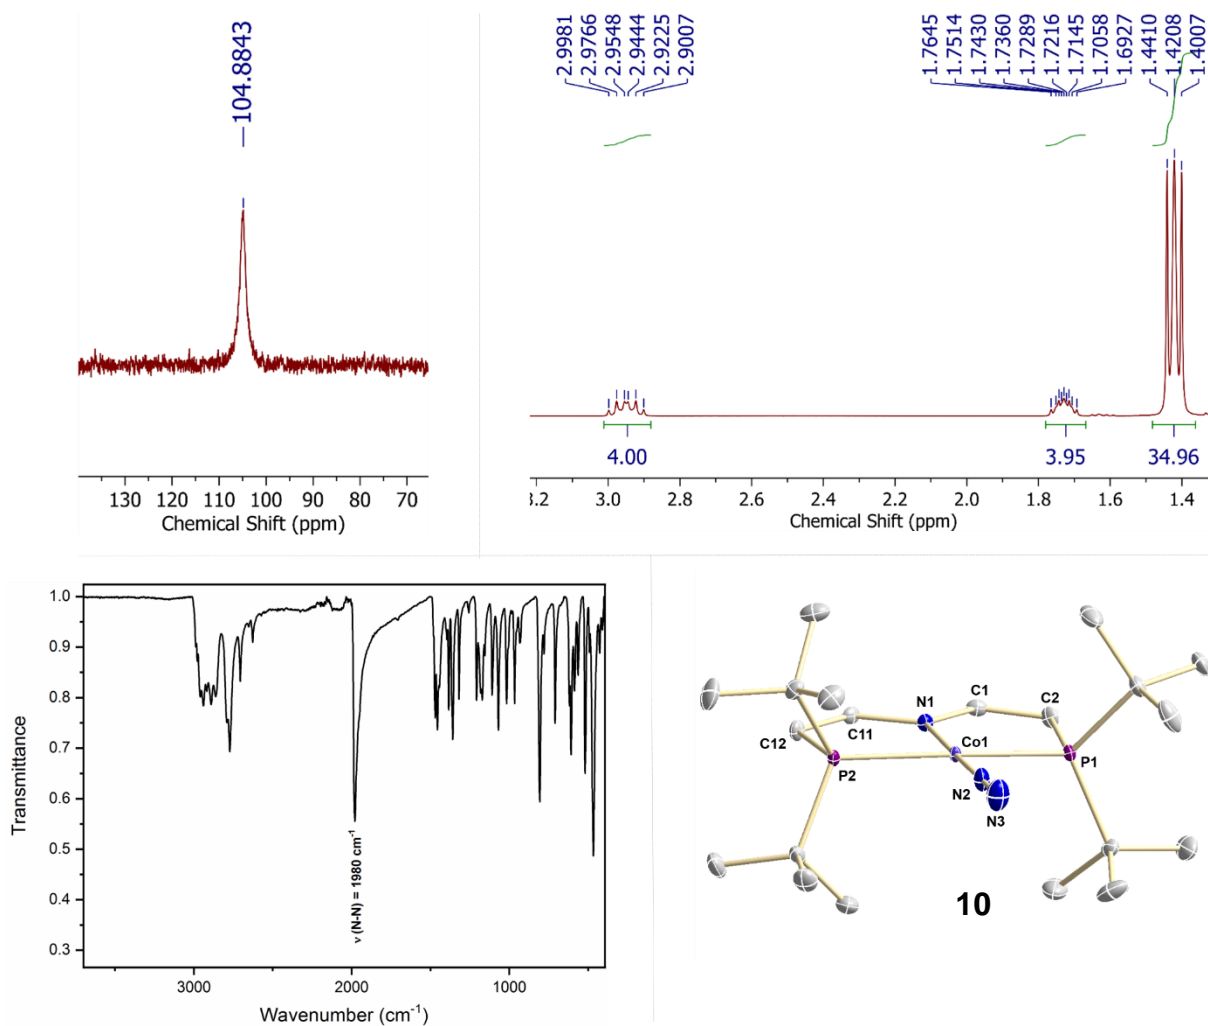 —104.8843
130 120 110 100 90 80 70
Chemical Shift (ppm)
2.9981
2.9766
2.9548
2.9444
2.9225
2.9007
1.7645
1.7514
1.7430
1.7360
1.7289
1.7216
1.7145
1.7058
1.6927
1.4410
1.4208
1.4007
4.00 3.95 34.96
3.2 3.0 2.8 2.6 2.4 2.2 2.0 1.8 1.6 1.4
Chemical Shift (ppm)
1.0
0.9
0.8
0.7
0.6
0.5
0.4
0.3
Transmittance
ν (N-N) = 1980 cm⁻¹
3000 2000 1000
Wavenumber (cm⁻¹)
N1 C1 C2
C11
C12 Co1
P2 P1
N2
N3
10